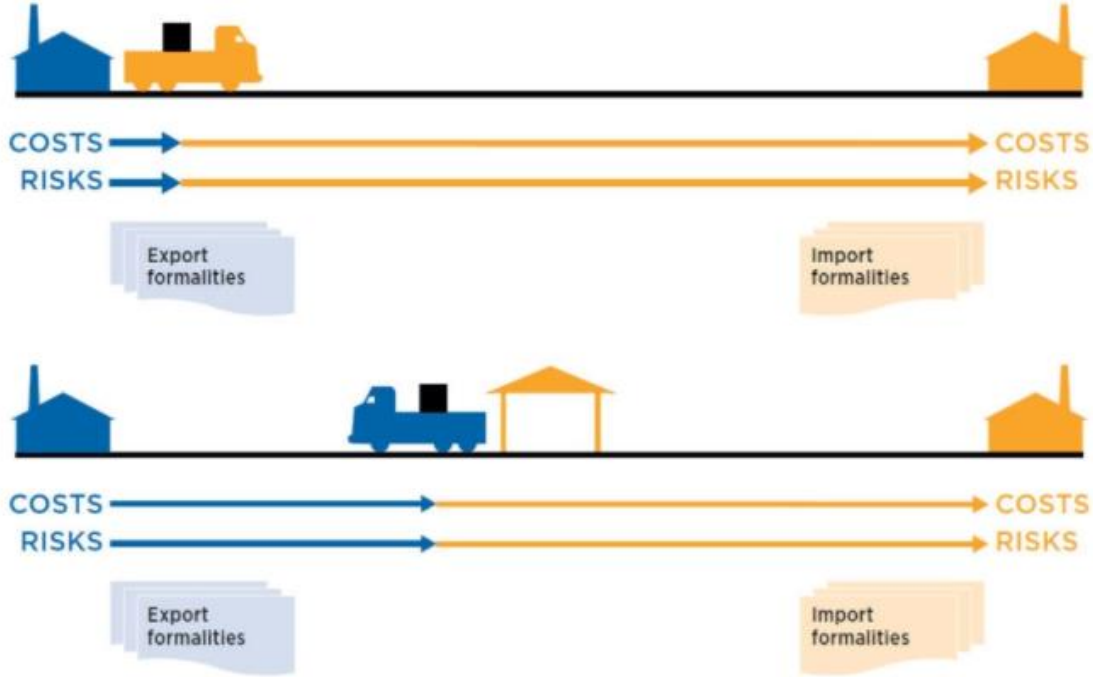 COSTS COSTS
RISKS RISKS
Export
formalities
Import
formalities
COSTS COSTS
RISKS RISKS
Export
formalities
Import
formalities